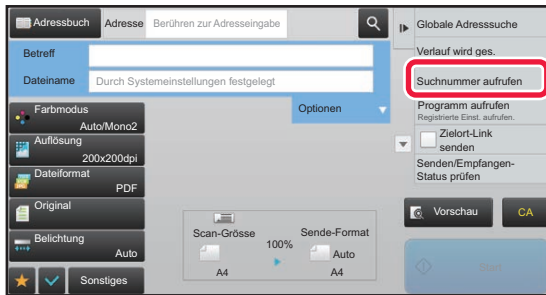 Adressbuch
Adresse
Berühren zur Adresseingabe
Betreff
Dateiname
Durch Systemeinstellungen festgelegt
Optionen
Farbmodus
Auto/Mono2
Auflösung
200x200dpi
Dateiformat
PDF
Original
Belichtung
Auto
Sonstiges
Scan-Grösse
A4
100%
Sende-Format
Auto
A4
Globale Adresssuche
Verlauf wird ges.
Suchnummer aufrufen
Programm aufrufen
Registrierte Einst. aufrufen.
Zielort-Link
senden
Senden/Empfangen-
Status prüfen
Vorschau
CA
Start